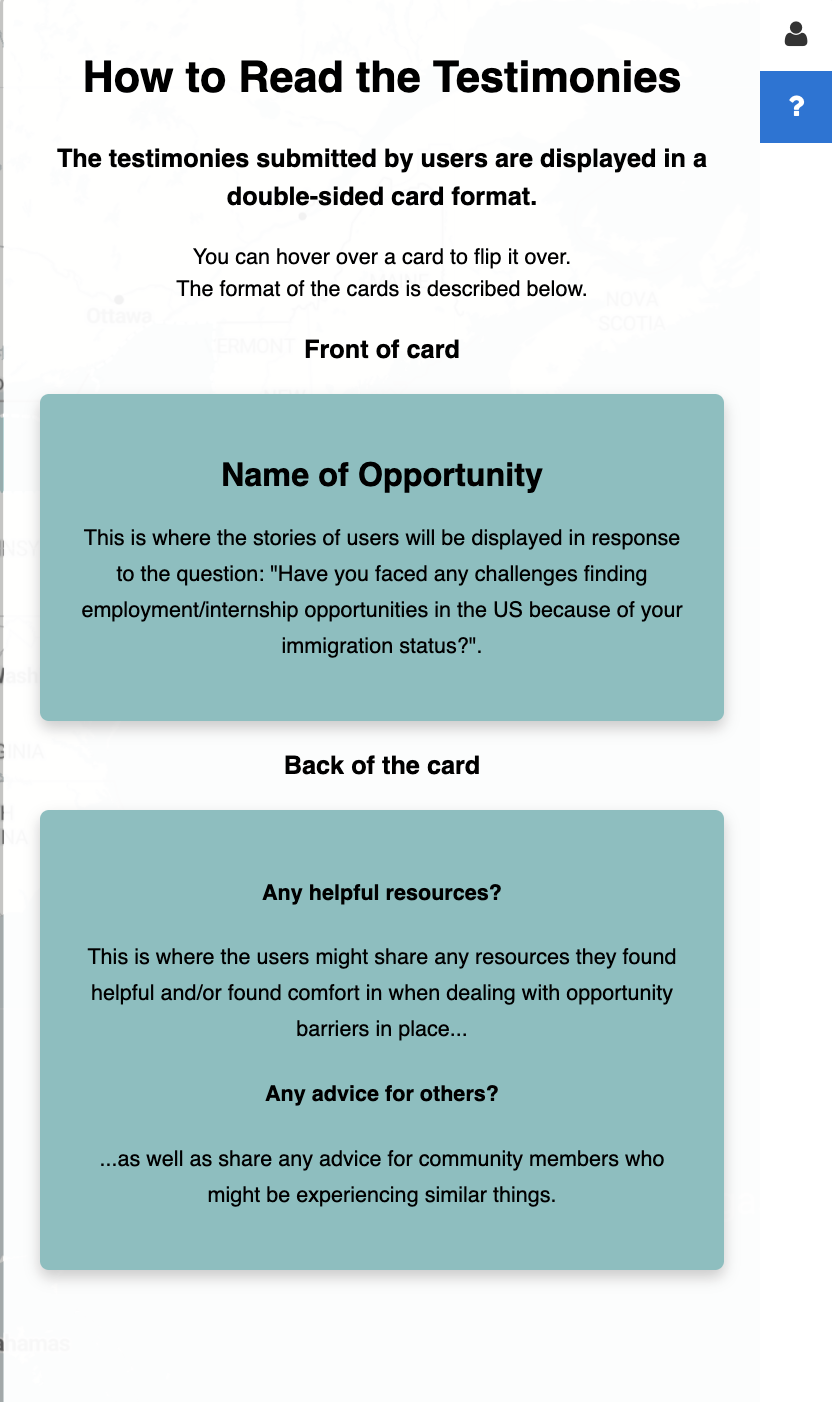 How to Read the Testimonies
?
The testimonies submitted by users are displayed in a
double-sided card format.
You can hover over a card to flip it over.
The format of the cards is described below.
NOVA
SCOTIA
Ottawa
ERMONT
Front of card
Name of Opportunity
This is where the stories of users will be displayed in response
to the question: "Have you faced any challenges finding
employment/internship opportunities in the US because of your
immigration status?".
Back of the card
Any helpful resources?
This is where the users might share any resources they found
helpful and/or found comfort in when dealing with opportunity
barriers in place...
Any advice for others?
...as well as share any advice for community members who
might be experiencing similar things.
ahamas